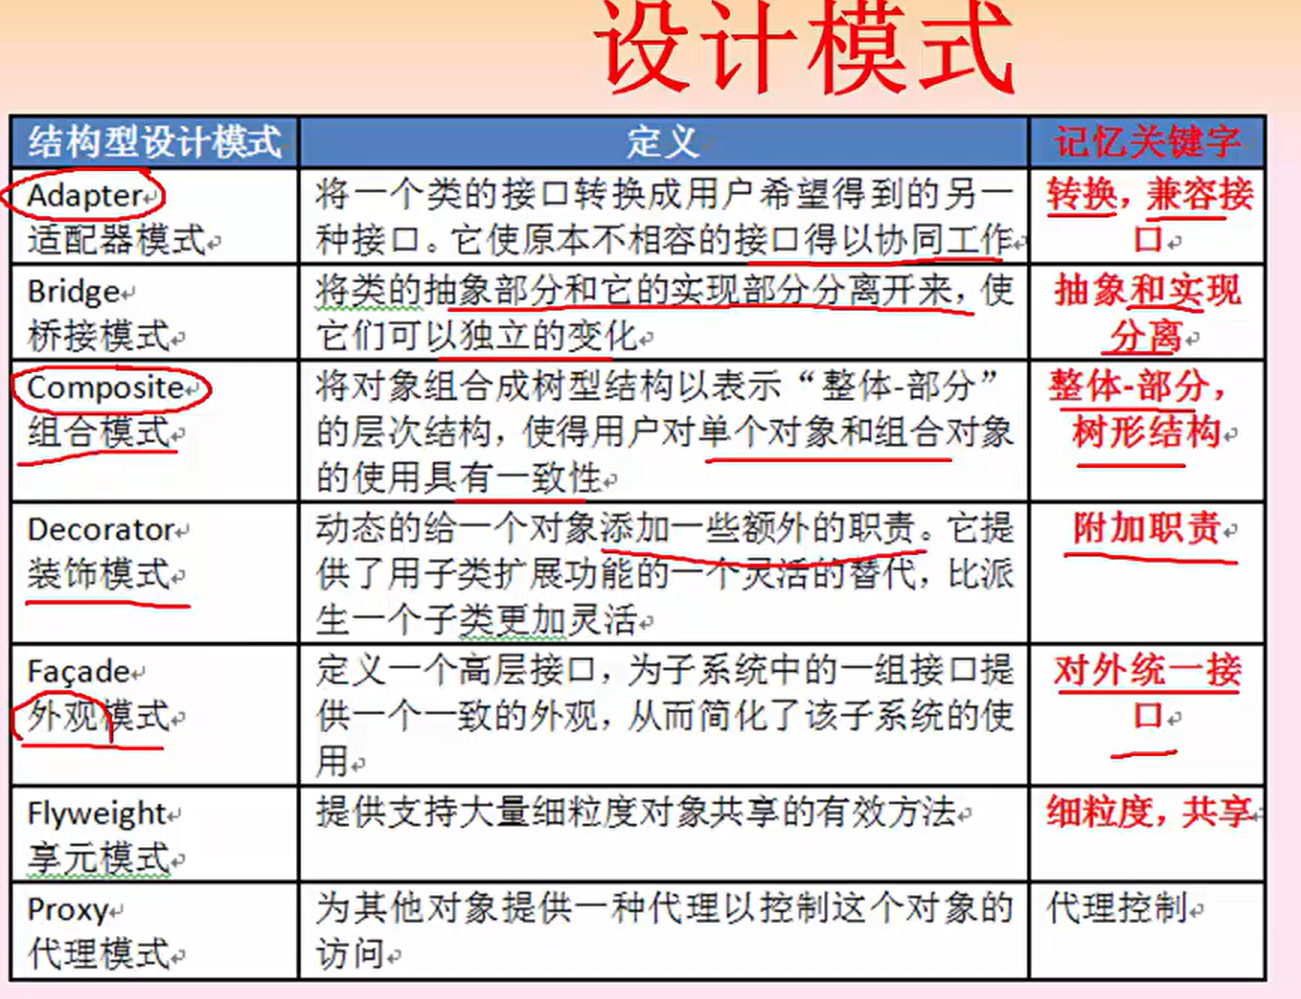 设计模式
结构型设计模式 定义 记忆关键字
Adapter
适配器模式
将一个类的接口转换成用户希望得到的另一
种接口。它使原本不相容的接口得以协同工作
转换，兼容接
口
Bridge
桥接模式
将类的抽象部分和它的实现部分分离开来，使
它们可以独立的变化
抽象和实现
分离
Composite
组合模式
将对象组合成树型结构以表示“整体-部分”
的层次结构，使得用户对单个对象和组合对象
的使用具有一致性
整体-部分，
树形结构
Decorator
装饰模式
动态的给一个对象添加一些额外的职责。它提
供了用子类扩展功能的一个灵活的替代，比派
生一个子类更加灵活
附加职责
Façade
外观模式
定义一个高层接口，为子系统中的一组接口提
供一个一致的外观，从而简化了该子系统的使
用
对外统一接
口
Flyweight
享元模式
提供支持大量细粒度对象共享的有效方法
细粒度，共享
Proxy
代理模式
为其他对象提供一种代理以控制这个对象的
访问
代理控制